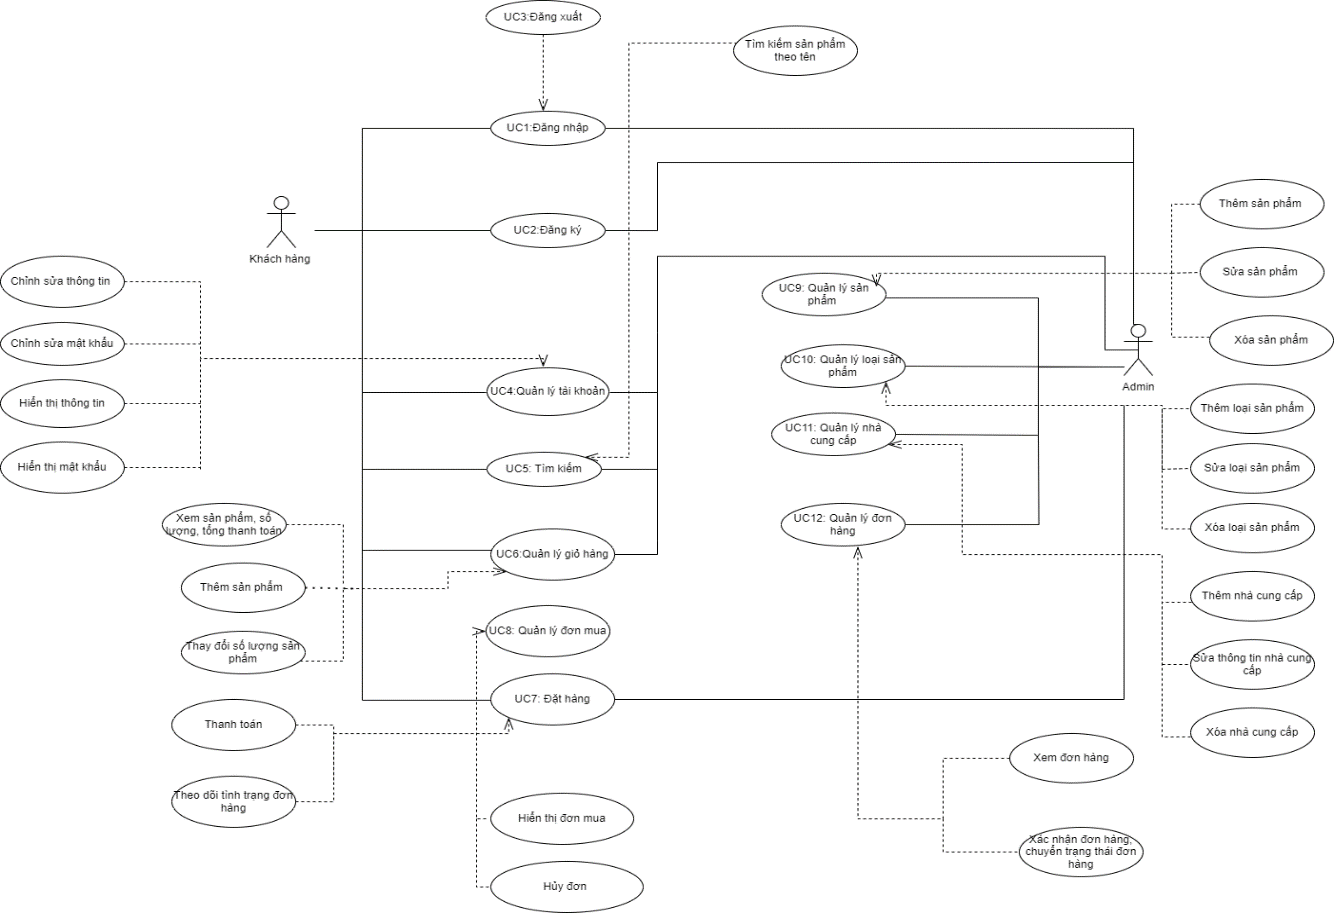 UC3:Đăng xuất
Tìm kiếm sản phẩm
theo tên
UC1:Đăng nhập
Thêm sản phẩm
UC2:Đăng ký
Khách hàng
Sửa sản phẩm
Chỉnh sửa thông tin
UC9: Quản lý sản
phẩm
Xóa sản phẩm
Chỉnh sửa mật khẩu
UC10: Quản lý loại sản
phẩm
Admin
UC4:Quản lý tài khoản
Hiển thị thông tin
Thêm loại sản phẩm
UC11: Quản lý nhà
cung cấp
Hiển thị mật khẩu
UC5: Tìm kiếm
Sửa loại sản phẩm
Xem sản phẩm, số
lượng, tổng thanh toán
UC12: Quản lý đơn
hàng
Xóa loại sản phẩm
UC6:Quản lý giỏ hàng
Thêm sản phẩm
Thêm nhà cung cấp
UC8: Quản lý đơn mua
Thay đổi số lượng sản
phẩm
Sửa thông tin nhà cung
cấp
UC7: Đặt hàng
Thanh toán
Xóa nhà cung cấp
Xem đơn hàng
Theo dõi tình trạng đơn
hàng
Hiển thị đơn mua
Xác nhận đơn hàng,
chuyển trạng thái đơn
hàng
Hủy đơn